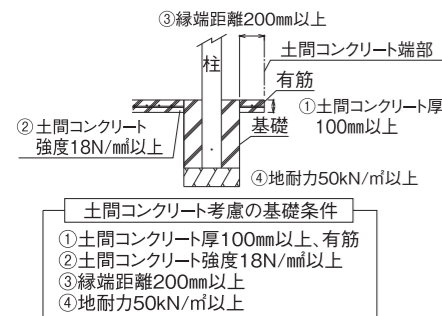 ③縁端距離200㎜以上
土間コンクリート端部
柱
有筋
①土間コンクリート厚
100㎜以上
基礎
②土間コンクリート
強度18N/㎟以上
④地耐力50kN/㎡以上
土間コンクリート考慮の基礎条件
①土間コンクリート厚100㎜以上、有筋
②土間コンクリート強度18N/㎟以上
③縁端距離200㎜以上
④地耐力50kN/㎡以上